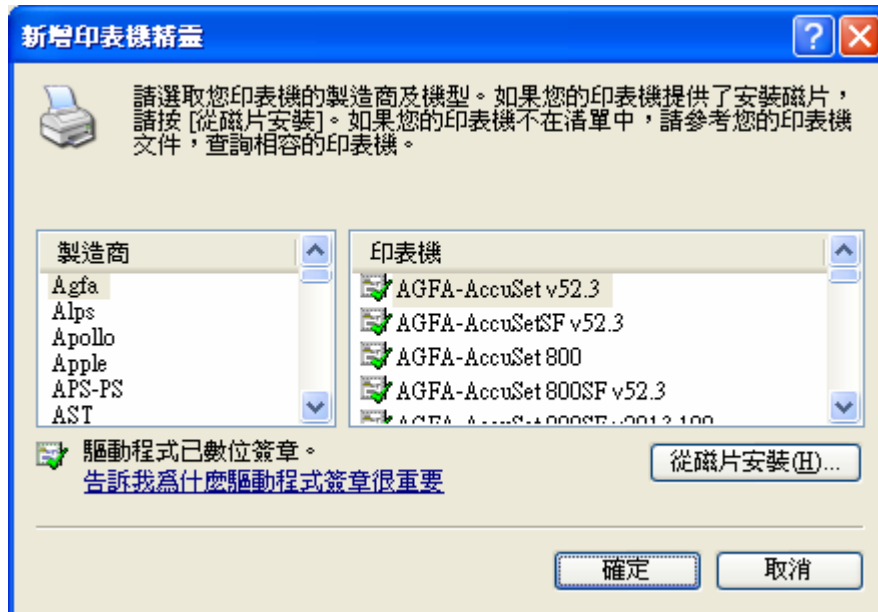 新增印表機精靈
請選取您印表機的製造商及機型。如果您的印表機提供了安裝磁片,
請按 [從磁片安裝]。如果您的印表機不在清單中,請參考您的印表機
文件,查詢相容的印表機。
製造商
Agfa
Alps
Apollo
Apple
APS-PS
AST
印表機
AGFA-AccuSet v52.3
AGFA-AccuSetSF v52.3
AGFA-AccuSet 800
AGFA-AccuSet 800SF v52.3
驅動程式已數位簽章。
告訴我為什麼驅動程式簽章很重要
從磁片安裝(H)...
確定
取消